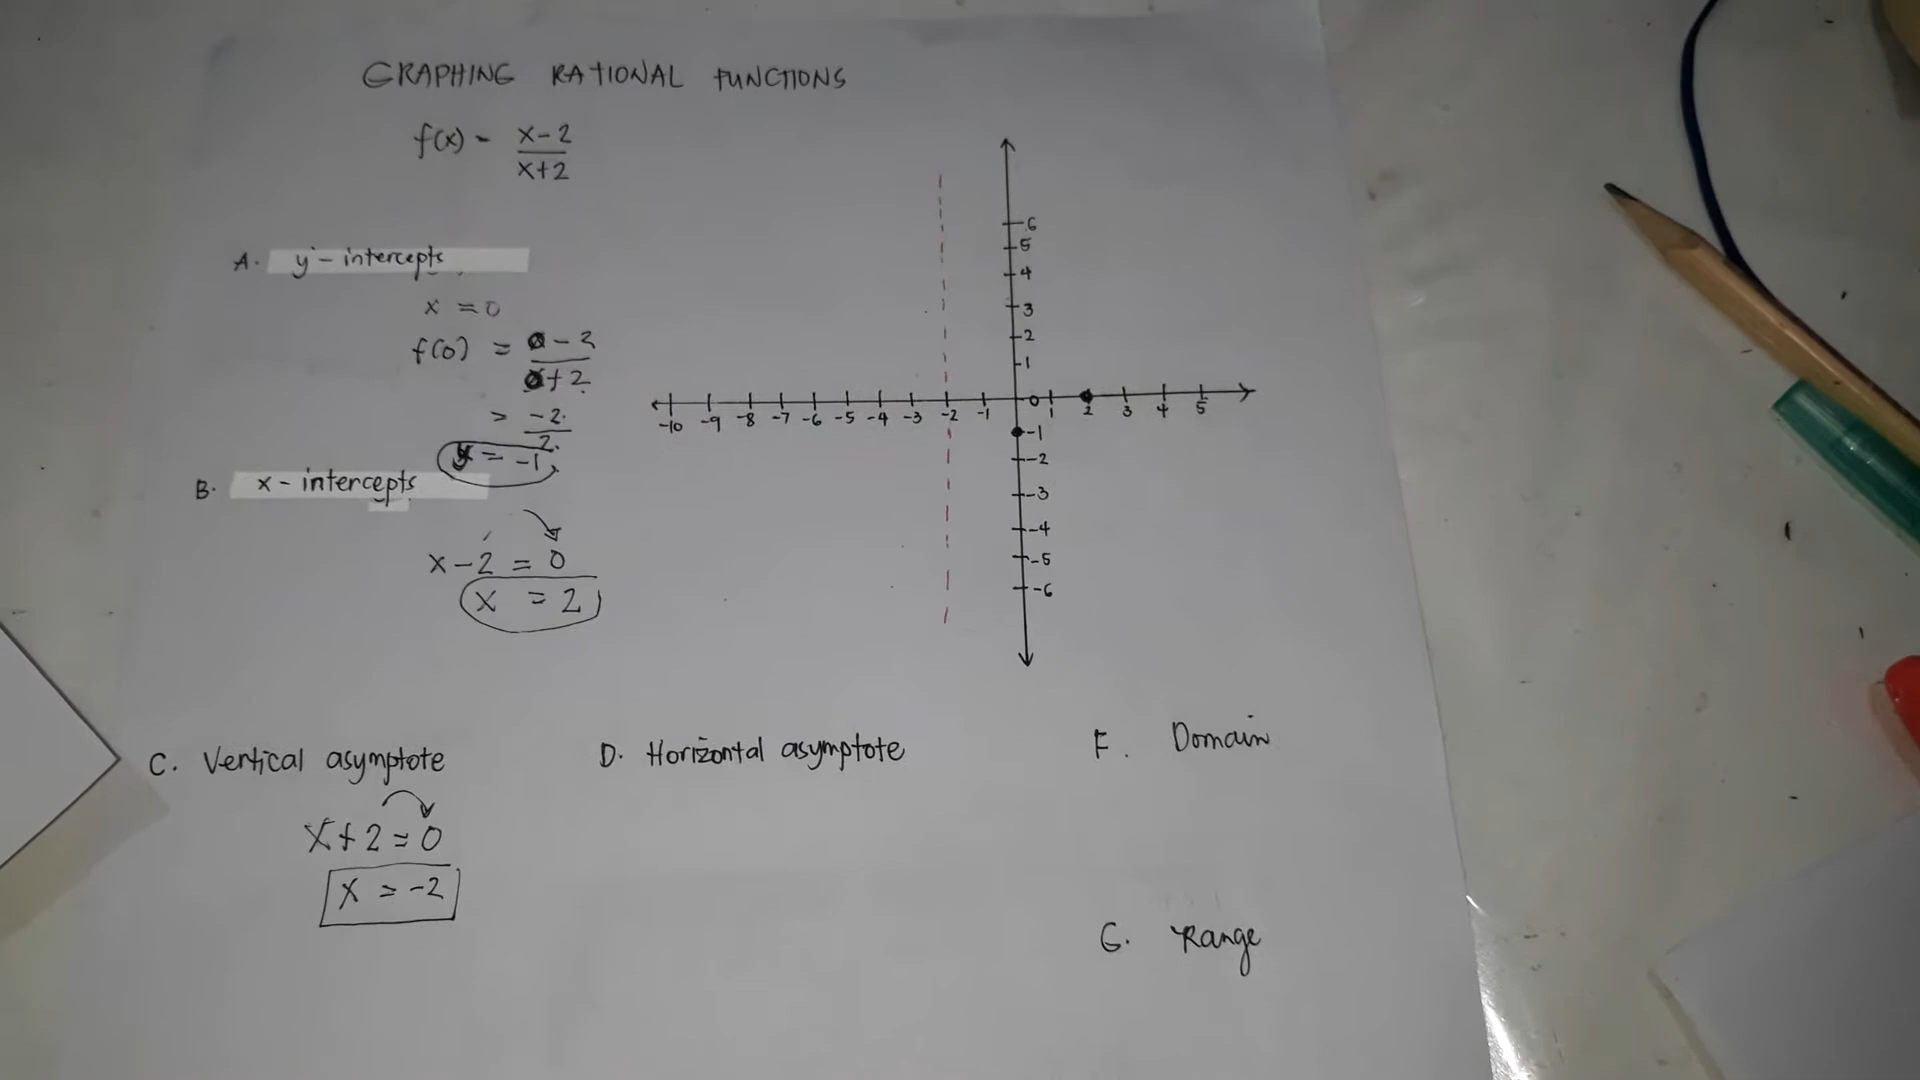 GRAPHING RATIONAL FUNCTIONS
f(x) - x-2
x+2
A. y - intercepts
x = 0
f(0) = 0 - 2
0 + 2
> -2
2
y = -1
B. x - intercepts
x - 2 = 0
x = 2
6
5
4
3
2
1
-10 -9 -8 -7 -6 -5 -4 -3 -2 -1 0 1 2 3 4 5
-1
-2
-3
-4
-5
-6
C. Vertical asymptote
x + 2 = 0
x = -2
D. Horizontal asymptote
F. Domain
G. Range